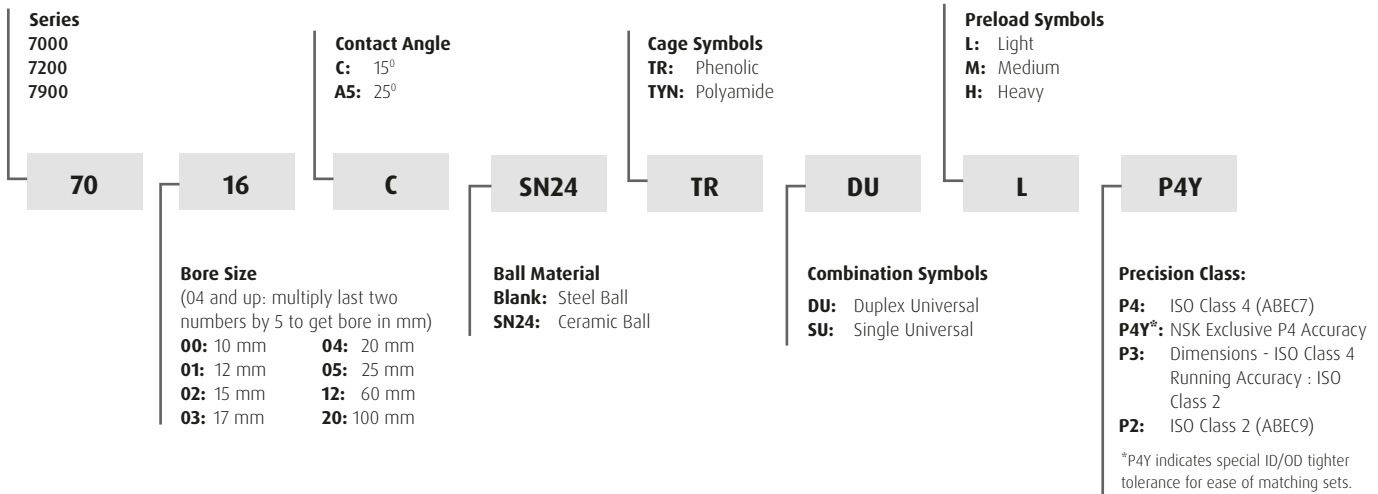 Series
7000
7200
7900
Contact Angle
C: 15⁰
A5: 25⁰
Cage Symbols
TR: Phenolic
TYN: Polyamide
Preload Symbols
L: Light
M: Medium
H: Heavy
70 16 C SN24 TR DU L P4Y
Bore Size
(04 and up: multiply last two
numbers by 5 to get bore in mm)
00: 10 mm 04: 20 mm
01: 12 mm 05: 25 mm
02: 15 mm 12: 60 mm
03: 17 mm 20: 100 mm
Ball Material
Blank: Steel Ball
SN24: Ceramic Ball
Combination Symbols
DU: Duplex Universal
SU: Single Universal
Precision Class:
P4: ISO Class 4 (ABEC7)
P4Y*: NSK Exclusive P4 Accuracy
P3: Dimensions - ISO Class 4
Running Accuracy : ISO
Class 2
P2: ISO Class 2 (ABEC9)
*P4Y indicates special ID/OD tighter
tolerance for ease of matching sets.